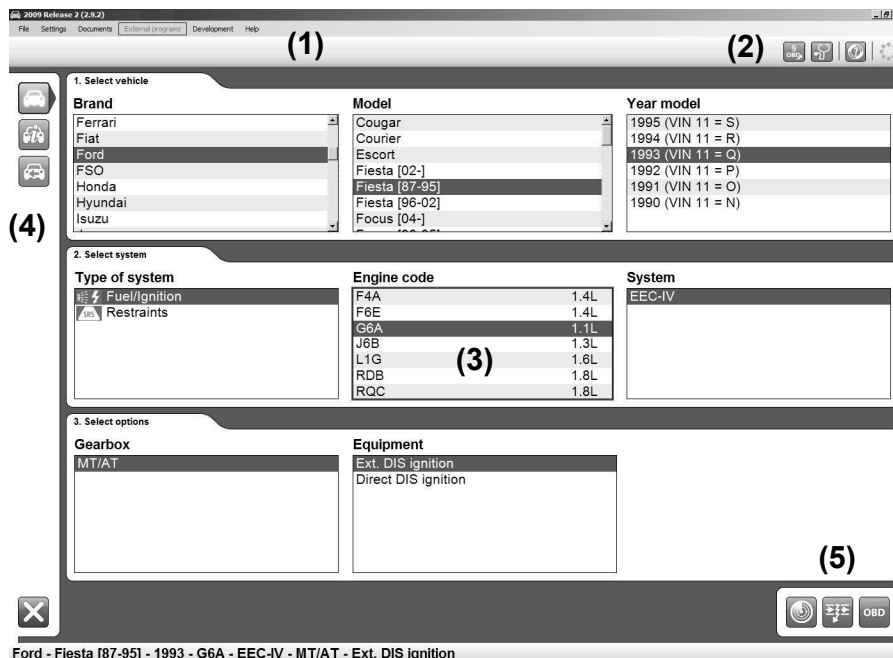 2009 Release 2 (2.9.2)
File Settings Documents External programs Development Help
(1)
(2)
OBD
1. Select vehicle
Brand
Ferrari
Fiat
Ford
FSO
Honda
Hyundai
Isuzu
Model
Cougar
Courier
Escort
Fiesta [02-]
Fiesta [87-95]
Fiesta [96-02]
Focus [04-]
Year model
1995 (VIN 11 = S)
1994 (VIN 11 = R)
1993 (VIN 11 = Q)
1992 (VIN 11 = P)
1991 (VIN 11 = O)
1990 (VIN 11 = N)
(4)
2. Select system
Type of system
Fuel/Ignition
SRS Restraints
Engine code
F4A 1.4L
F6E 1.4L
G6A 1.1L
J6B 1.3L
L1G 1.6L
RDB 1.8L
RQC 1.8L
(3)
System
EEC-IV
3. Select options
Gearbox
MT/AT
Equipment
Ext. DIS ignition
Direct DIS ignition
(5)
OBD
Ford - Fiesta [87-95] - 1993 - G6A - EEC-IV - MT/AT - Ext. DIS ignition